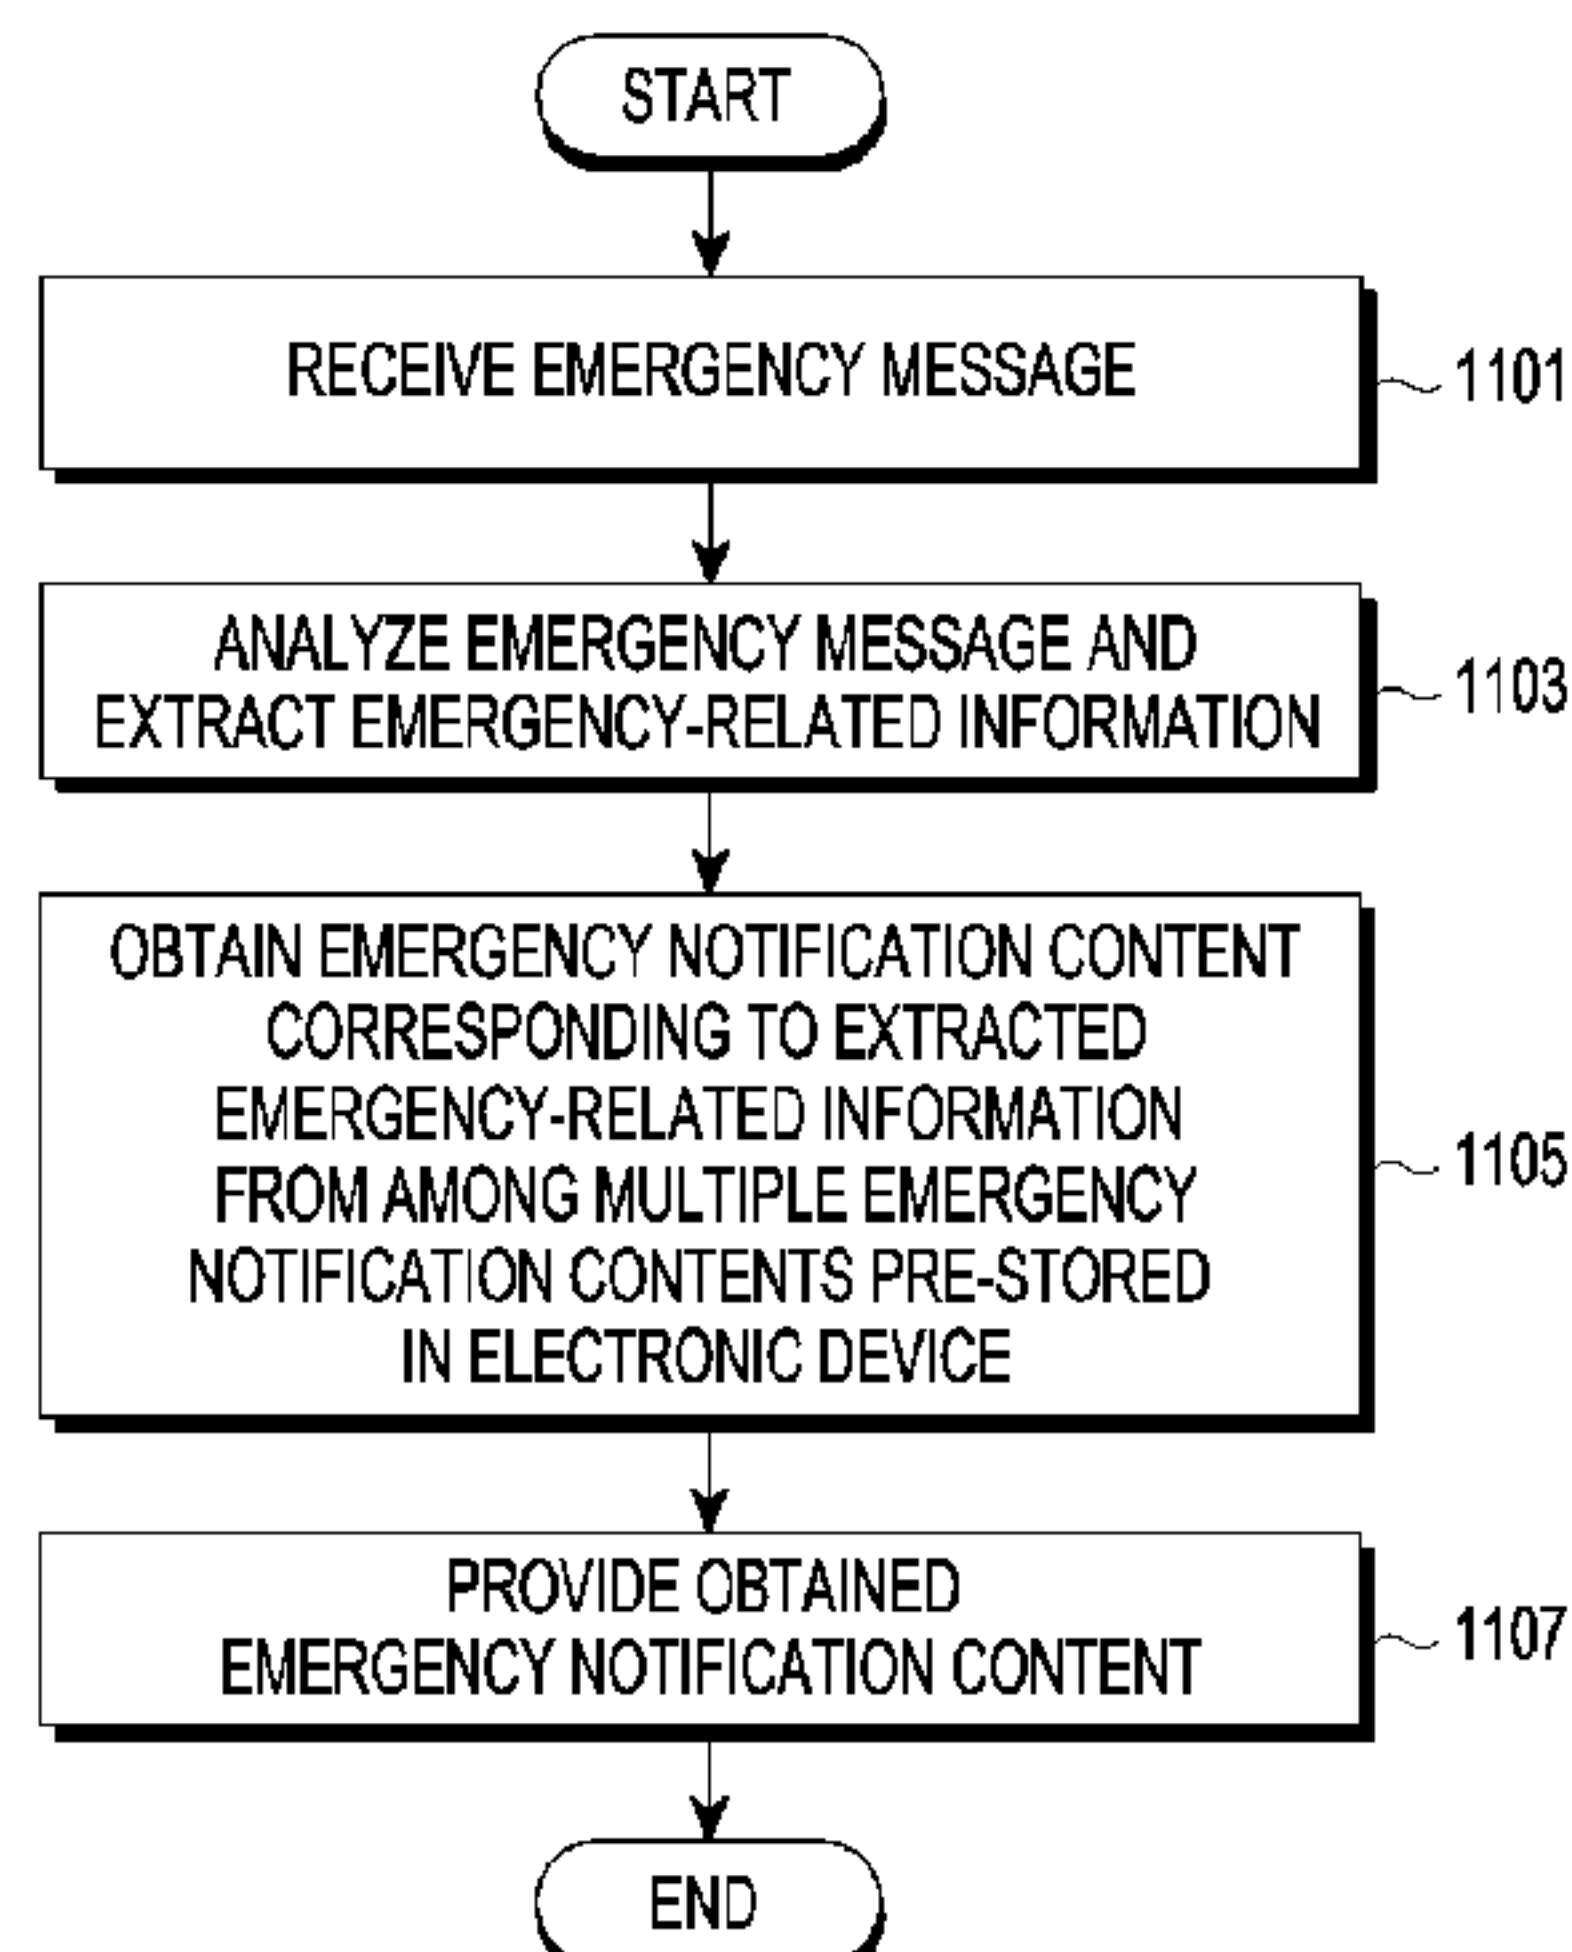 START
RECEIVE EMERGENCY MESSAGE
1101
ANALYZE EMERGENCY MESSAGE AND
EXTRACT EMERGENCY-RELATED INFORMATION
1103
OBTAIN EMERGENCY NOTIFICATION CONTENT
CORRESPONDING TO EXTRACTED
EMERGENCY-RELATED INFORMATION
FROM AMONG MULTIPLE EMERGENCY
NOTIFICATION CONTENTS PRE-STORED
IN ELECTRONIC DEVICE
1105
PROVIDE OBTAINED
EMERGENCY NOTIFICATION CONTENT
1107
END